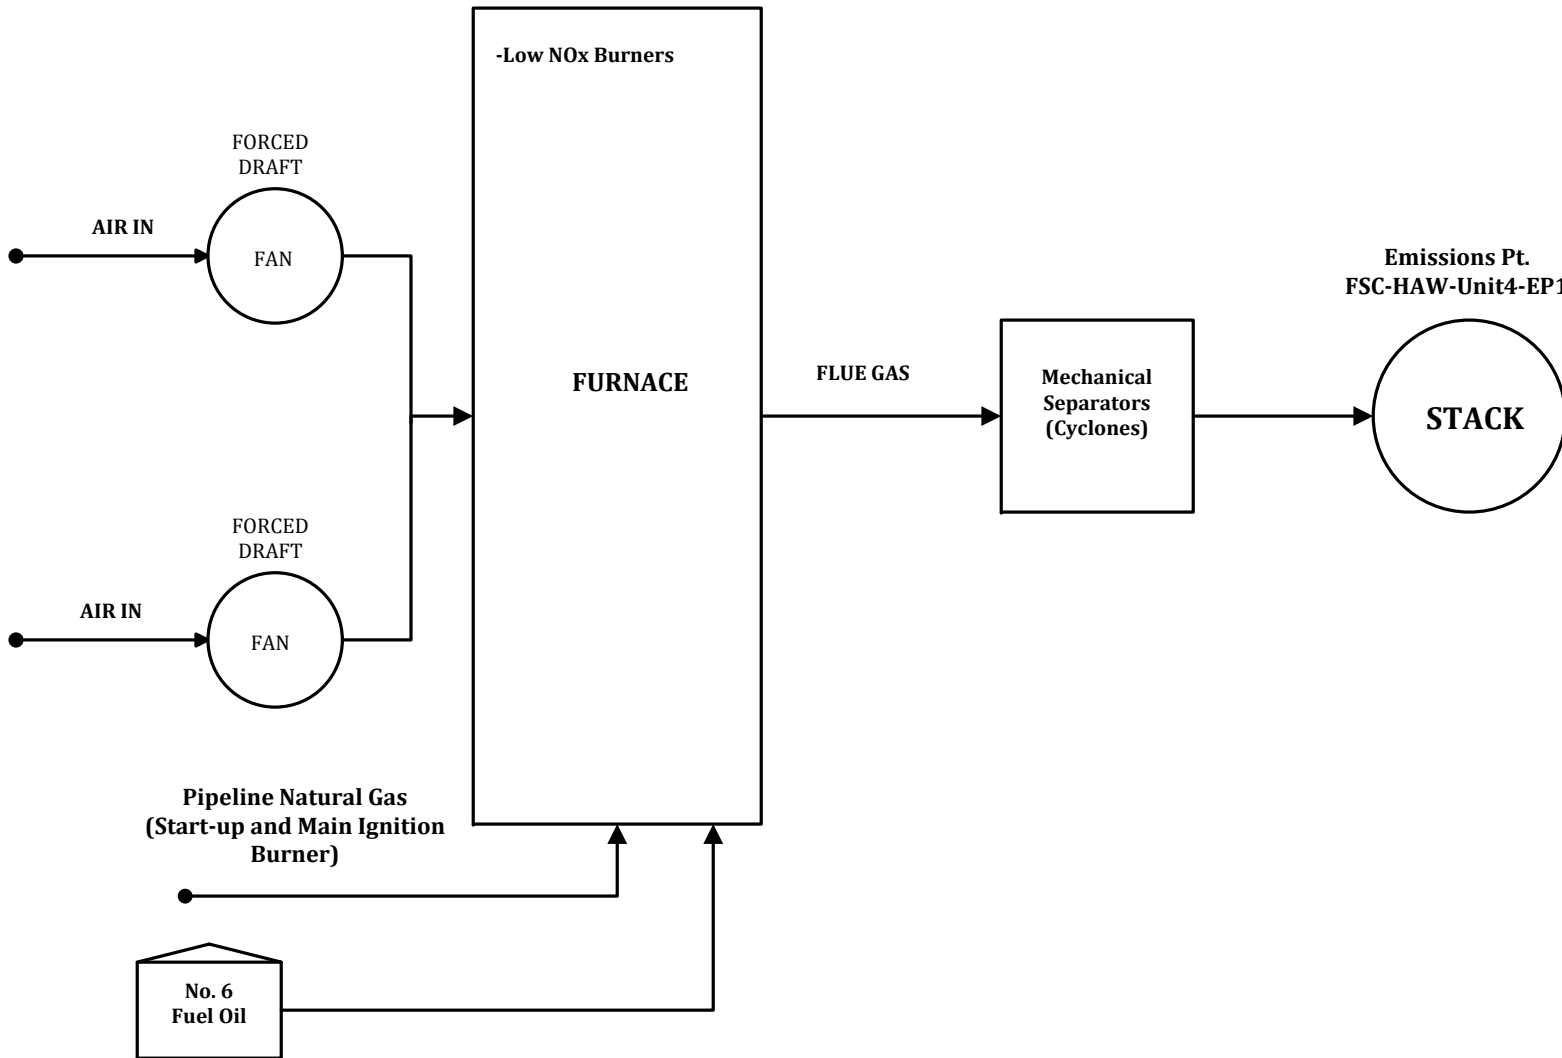 -Low NOx Burners
FORCED
DRAFT
AIR IN
FAN
Emissions Pt.
FSC-HAW-Unit4-EP1
FURNACE
FLUE GAS
Mechanical
Separators
(Cyclones)
STACK
FORCED
DRAFT
AIR IN
FAN
Pipeline Natural Gas
(Start-up and Main Ignition
Burner)
No. 6
Fuel Oil